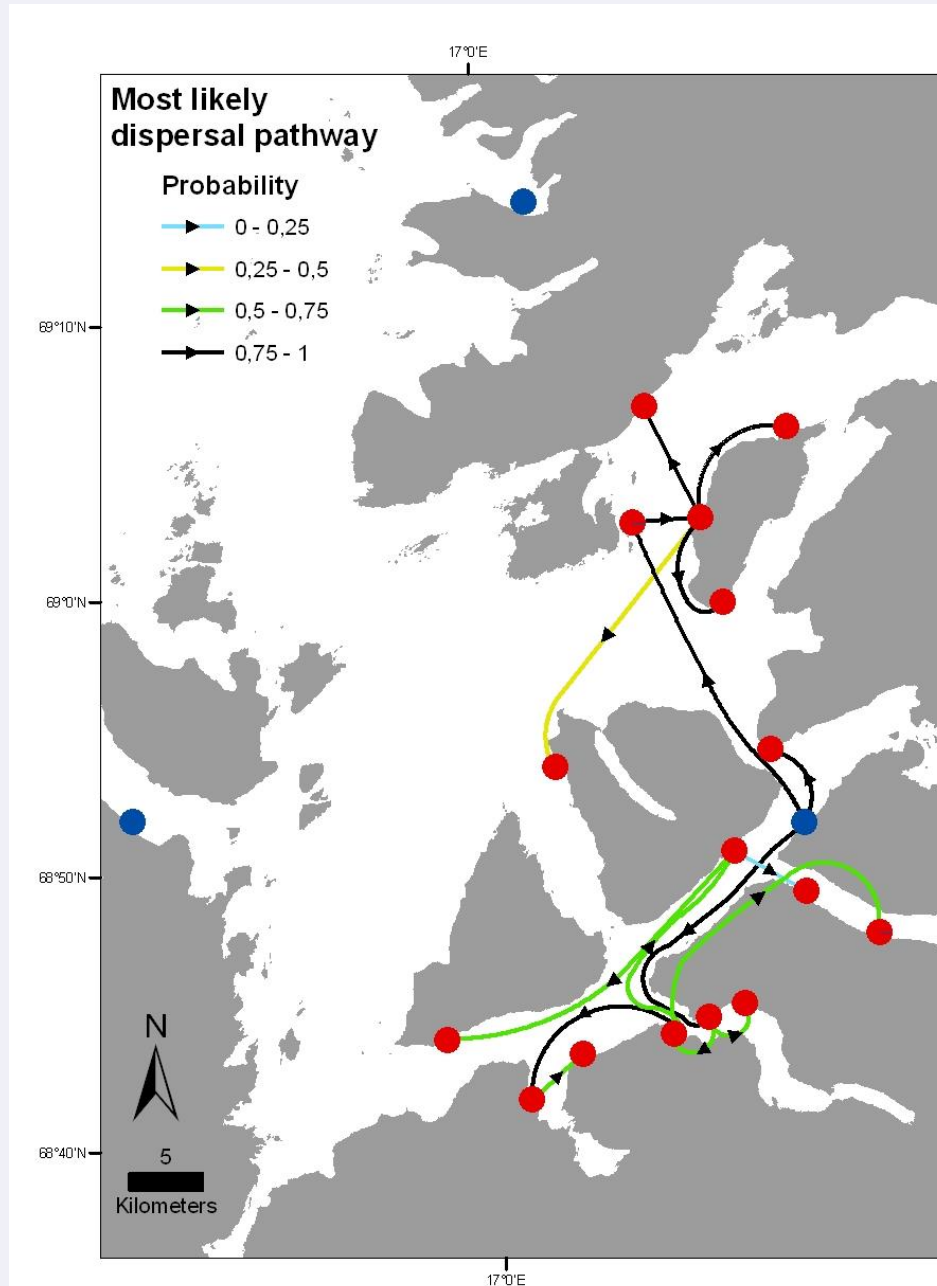 17°0'E
Most likely
dispersal pathway
Probability
0 - 0,25
0,25 - 0,5
0,5 - 0,75
0,75 - 1
69°10'N
69°0'N
68°50'N
N
68°40'N
5
Kilometers
17°0'E